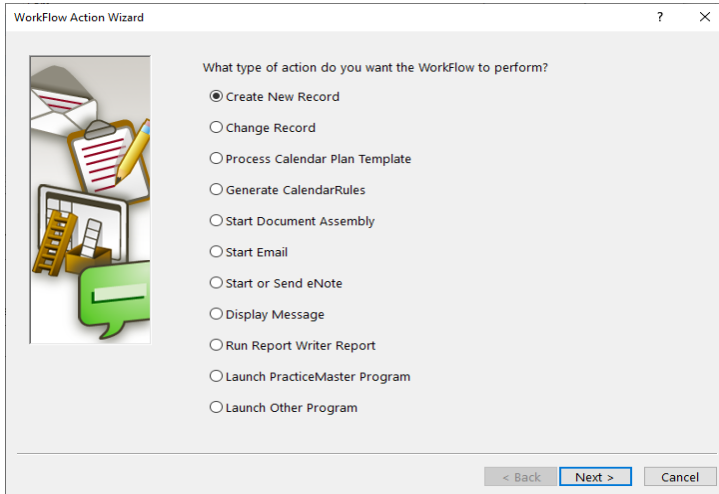 WorkFlow Action Wizard
?
What type of action do you want the WorkFlow to perform?
Create New Record
Change Record
Process Calendar Plan Template
Generate CalendarRules
Start Document Assembly
Start Email
Start or Send eNote
Display Message
Run Report Writer Report
Launch PracticeMaster Program
Launch Other Program
< Back Next > Cancel